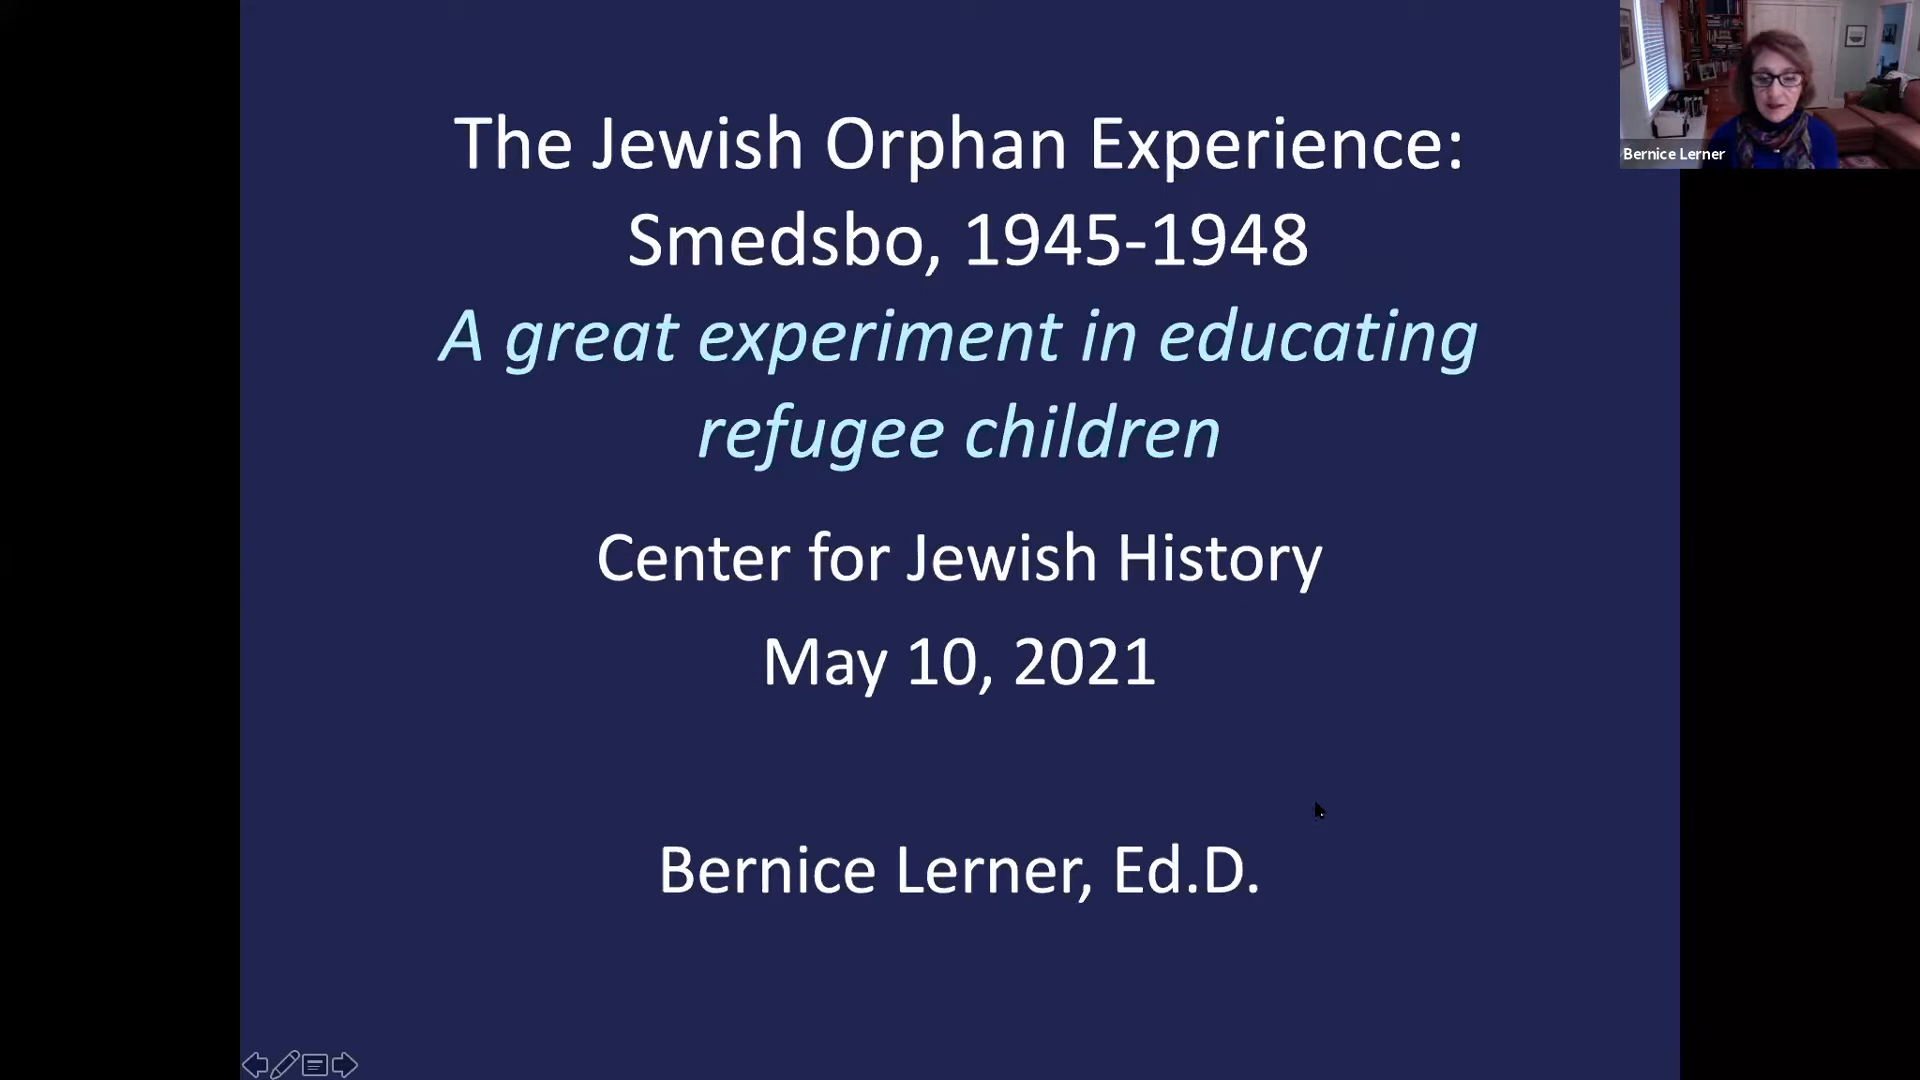 The Jewish Orphan Experience:
Smedsbo, 1945-1948
A great experiment in educating
refugee children
Center for Jewish History
May 10, 2021
Bernice Lerner, Ed.D.
Bernice Lerner